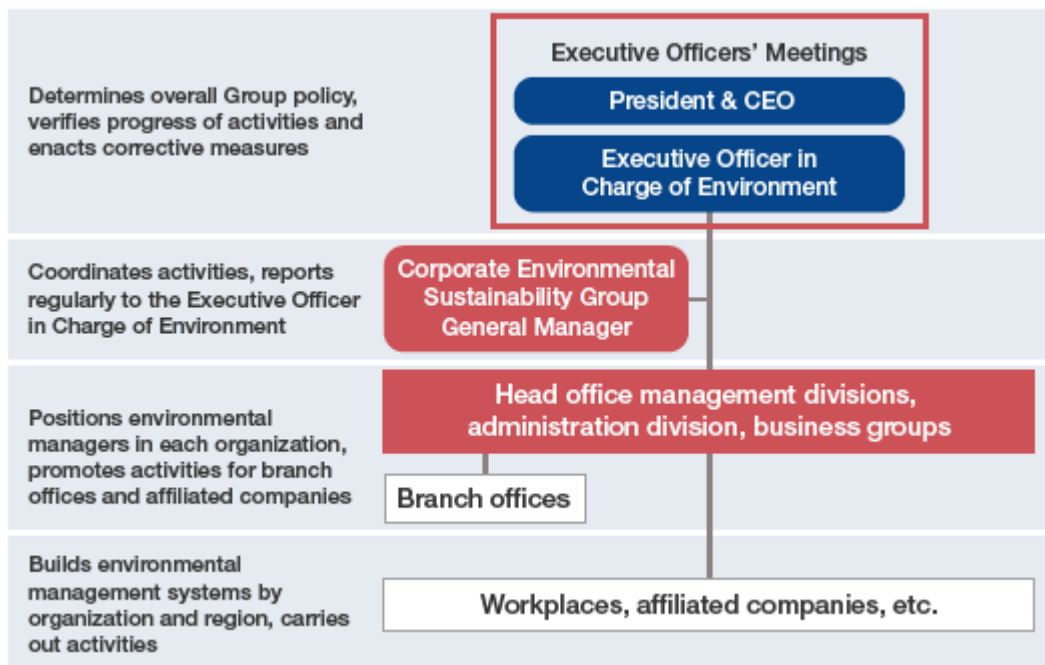 Executive Officers' Meetings
President & CEO
Executive Officer in
Charge of Environment
Determines overall Group policy,
verifies progress of activities and
enacts corrective measures
Coordinates activities, reports
regularly to the Executive Officer
in Charge of Environment
Corporate Environmental
Sustainability Group
General Manager
Positions environmental
managers in each organization,
promotes activities for branch
offices and affiliated companies
Head office management divisions,
administration division, business groups
Branch offices
Builds environmental
management systems by
organization and region, carries
out activities
Workplaces, affiliated companies, etc.